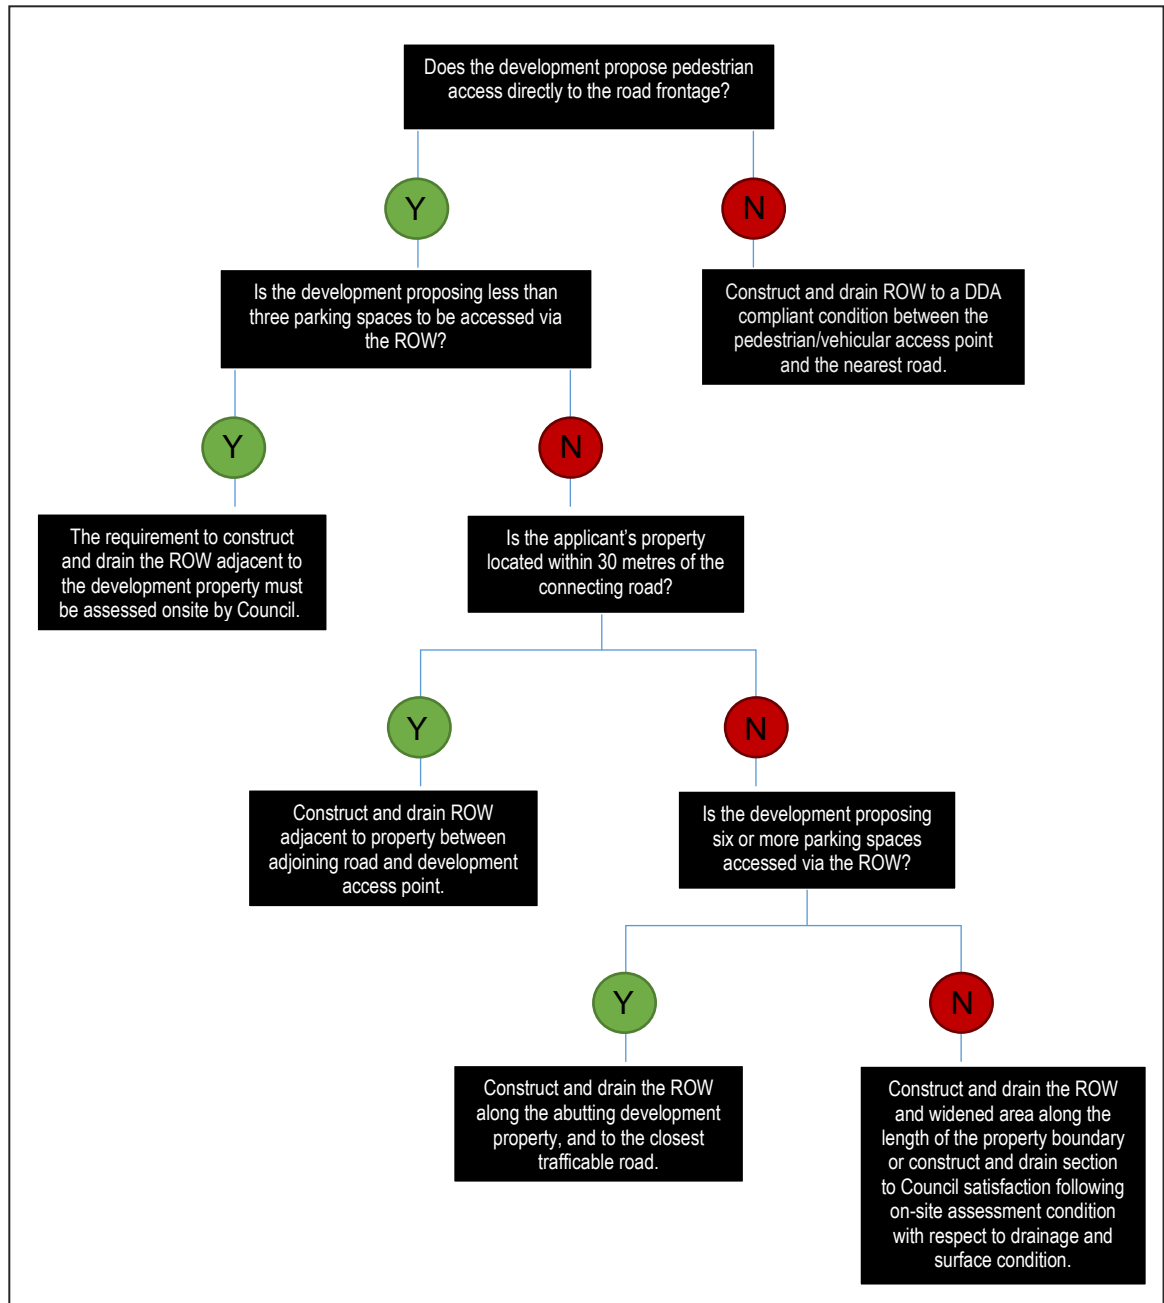 Does the development propose pedestrian
access directly to the road frontage?
Y
N
Is the development proposing less than
three parking spaces to be accessed via
the ROW?
Construct and drain ROW to a DDA
compliant condition between the
pedestrian/vehicular access point
and the nearest road.
Y
N
The requirement to construct
and drain the ROW adjacent to
the development property must
be assessed onsite by Council.
Is the applicant’s property
located within 30 metres of the
connecting road?
Y
N
Construct and drain ROW
adjacent to property between
adjoining road and development
access point.
Is the development proposing
six or more parking spaces
accessed via the ROW?
Y
N
Construct and drain the ROW
along the abutting development
property, and to the closest
trafficable road.
Construct and drain the ROW
and widened area along the
length of the property boundary
or construct and drain section
to Council satisfaction following
on-site assessment condition
with respect to drainage and
surface condition.